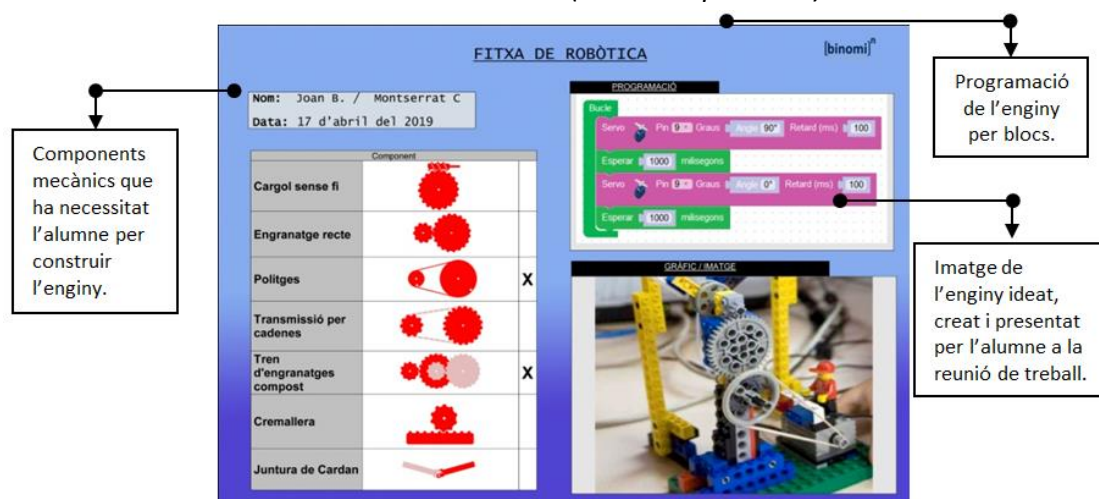 FITXA DE ROBÒTICA
[binomi]ⁿ
Nom: Joan B. / Montserrat C
Data: 17 d'abril del 2019
Component
Cargol sense fi
Engranatge recte
Politges
X
Transmissió per
cadenes
Tren
d'engranatges
compost
X
Cremallera
Juntura de Cardan
PROGRAMACIÓ
Bucle
Servo Pin 9 Graus Angle 90° Retard (ms) 100
Esperar 1000 milisegons
Servo Pin 9 Graus Angle 0° Retard (ms) 100
Esperar 1000 milisegons
GRÀFIC / IMATGE
Components
mecànics que
ha necessitat
l'alumne per
construir
l'enginy.
Programació
de l'enginy
per blocs.
Imatge de
l'enginy ideat,
creat i presentat
per l'alumne a la
reunió de treball.